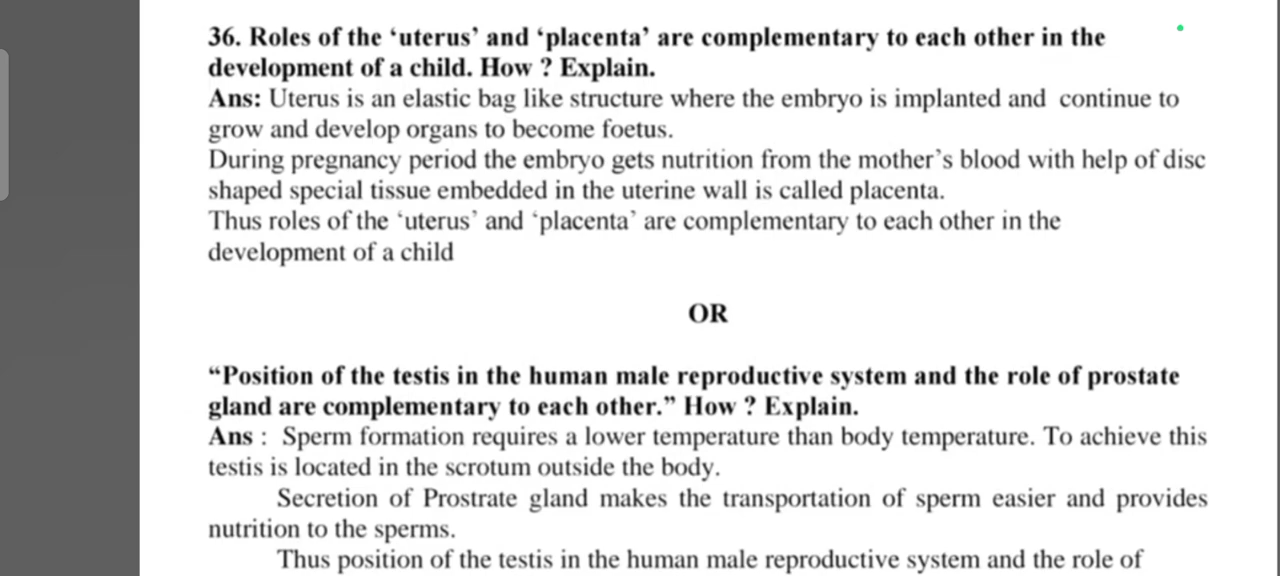 36. Roles of the ‘uterus’ and ‘placenta’ are complementary to each other in the
development of a child. How ? Explain.
Ans: Uterus is an elastic bag like structure where the embryo is implanted and continue to
grow and develop organs to become foetus.
During pregnancy period the embryo gets nutrition from the mother’s blood with help of disc
shaped special tissue embedded in the uterine wall is called placenta.
Thus roles of the ‘uterus’ and ‘placenta’ are complementary to each other in the
development of a child
OR
“Position of the testis in the human male reproductive system and the role of prostate
gland are complementary to each other.” How ? Explain.
Ans : Sperm formation requires a lower temperature than body temperature. To achieve this
testis is located in the scrotum outside the body.
Secretion of Prostrate gland makes the transportation of sperm easier and provides
nutrition to the sperms.
Thus position of the testis in the human male reproductive system and the role of